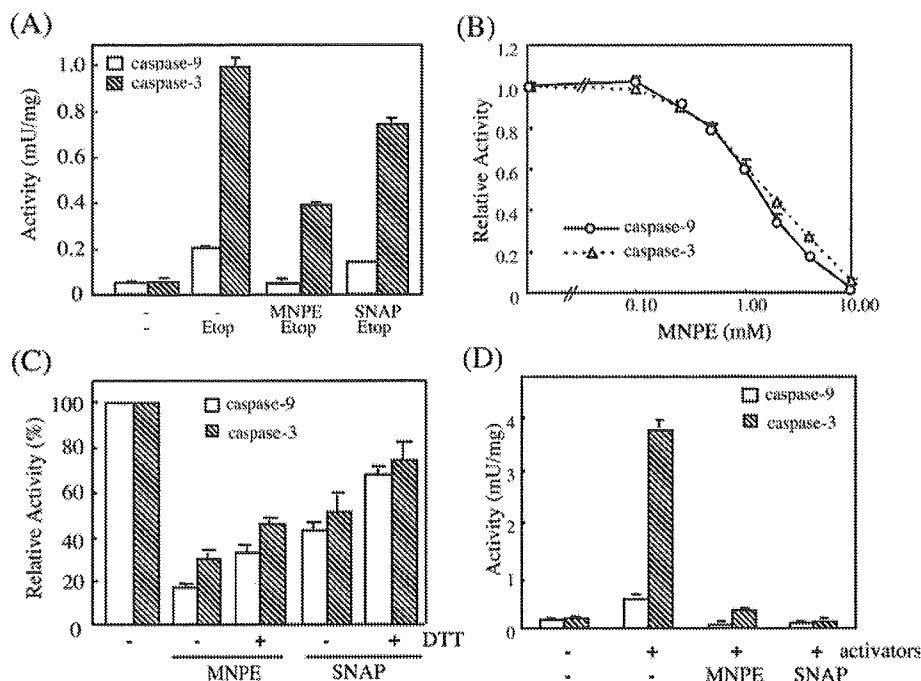 (A)
caspase-9
caspase-3
Activity (mU/mg)
1.0
0.8
0.6
0.4
0.2
0
- - MNPE SNAP
- Etop Etop Etop
(B)
Relative Activity
1.2
1.0
0.8
0.6
0.4
0.2
0
caspase-9
caspase-3
0.10 1.00 10.00
MNPE (mM)
(C)
caspase-9
caspase-3
Relative Activity (%)
100
80
60
40
20
0
- - + - + DTT
MNPE SNAP
(D)
caspase-9
caspase-3
Activity (mU/mg)
4
2
1
0
- + + + activators
- - MNPE SNAP